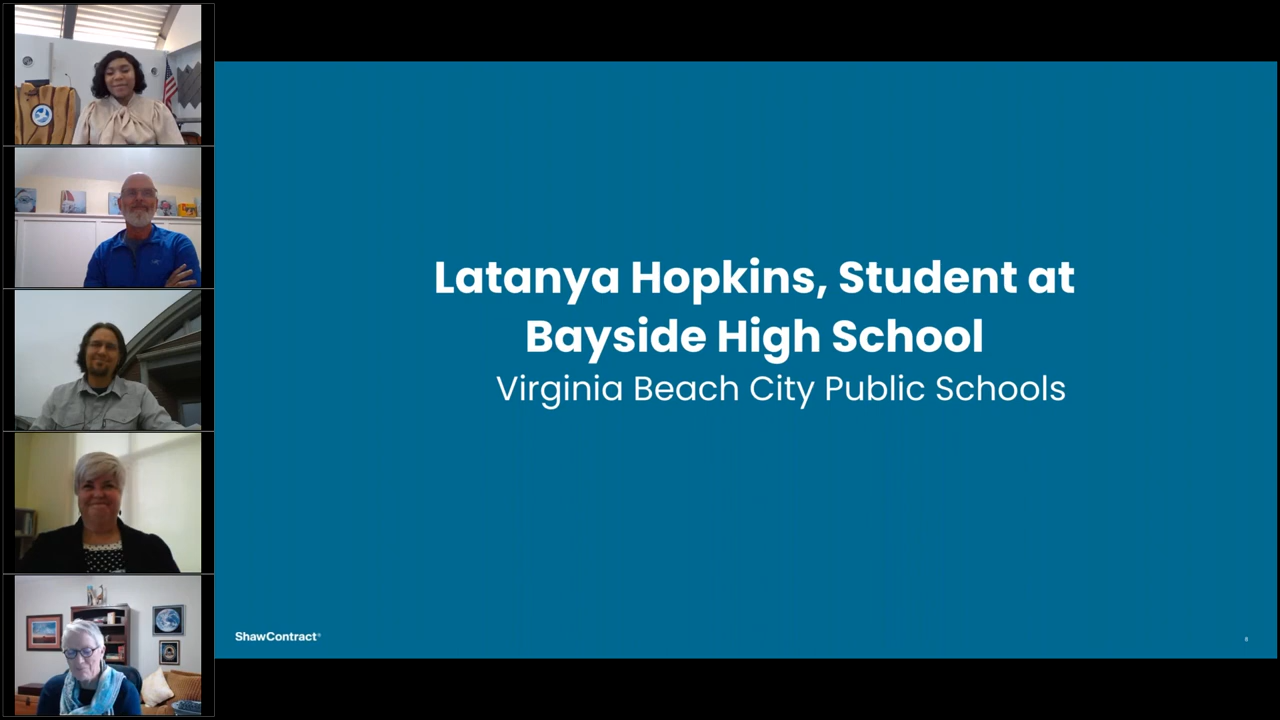 Latanya Hopkins, Student at
Bayside High School
Virginia Beach City Public Schools
ShawContract®